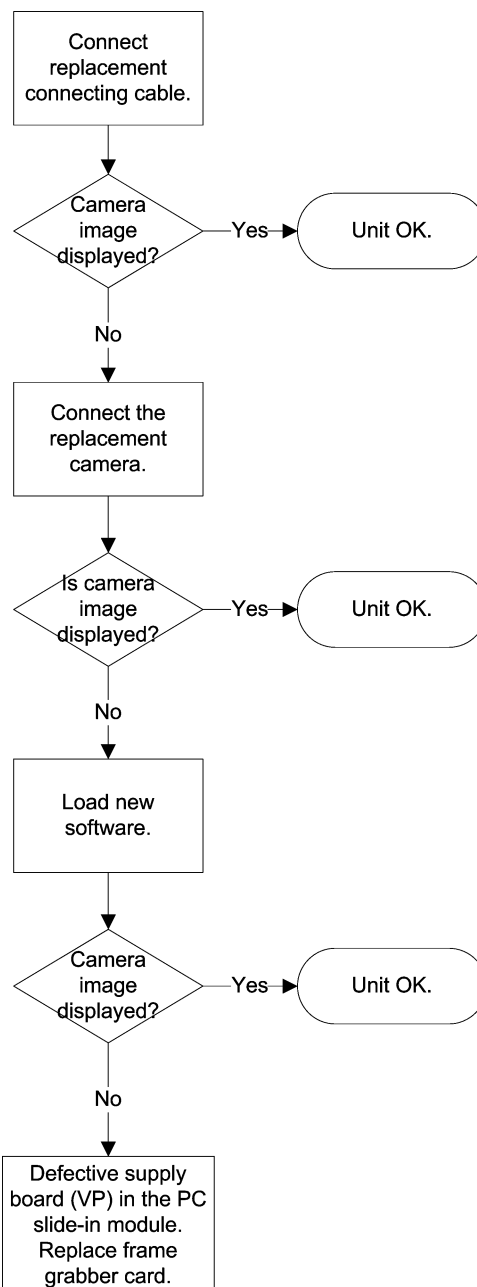 Connect
replacement
connecting cable.
Camera
image
displayed?
Yes
Unit OK.
No
Connect the
replacement
camera.
Is camera
image
displayed?
Yes
Unit OK.
No
Load new
software.
Camera
image
displayed?
Yes
Unit OK.
No
Defective supply
board (VP) in the PC
slide-in module.
Replace frame
grabber card.